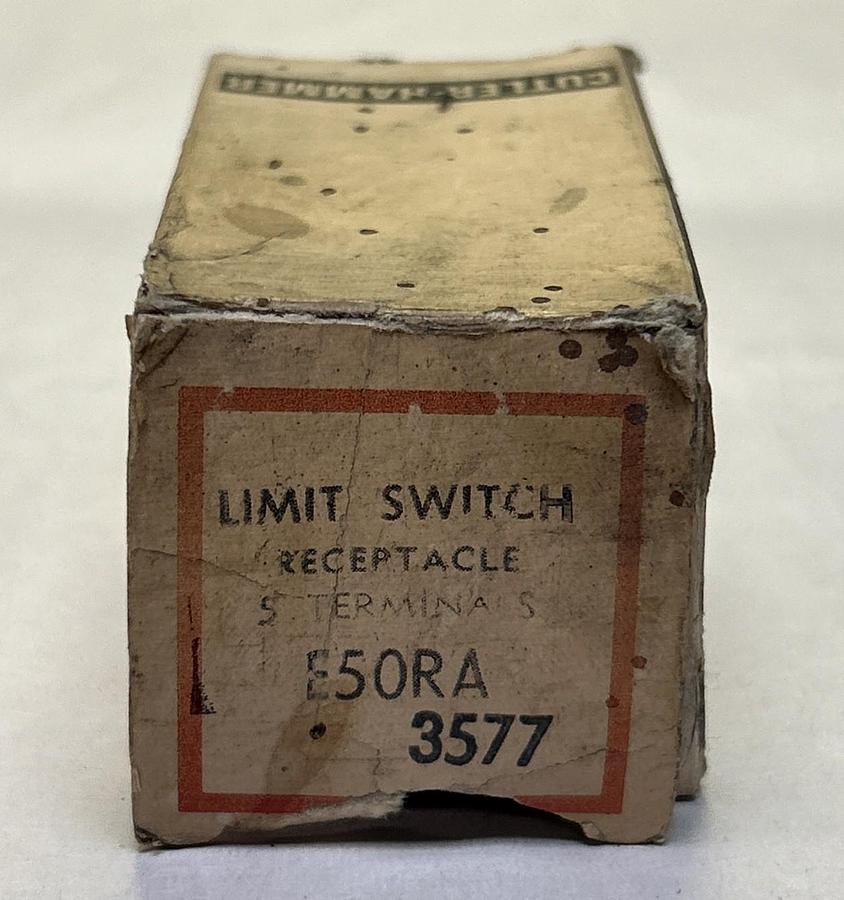 CUTLER-HAMMER
LIMIT SWITCH
RECEPTACLE
5 TERMINALS
E50RA
3577